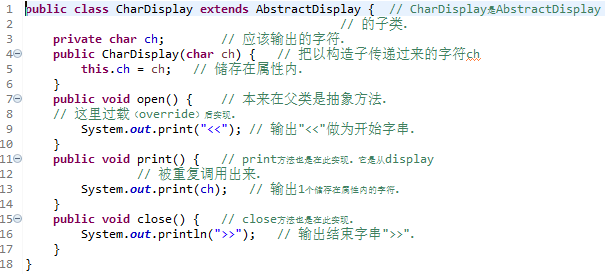 1 public class CharDisplay extends AbstractDisplay {  // CharDisplay是AbstractDisplay
2 // 的子类.
3 private char ch;  // 应该输出的字符.
4 public CharDisplay(char ch) {  // 把以构造子传递过来的字符ch
5 this.ch = ch;  // 储存在属性内.
6 }
7 public void open() {  // 本来在父类是抽象方法.
8 // 这里过载（override）后实现.
9 System.out.print("<<"); // 输出"<<"做为开始字串.
10 }
11 public void print() {  // print方法也是在此实现. 它是从display
12 // 被重复调用出来.
13 System.out.print(ch);  // 输出1个储存在属性内的字符.
14 }
15 public void close() {  // close方法也是在此实现.
16 System.out.println(">>");  // 输出结束字串">>".
17 }
18 }